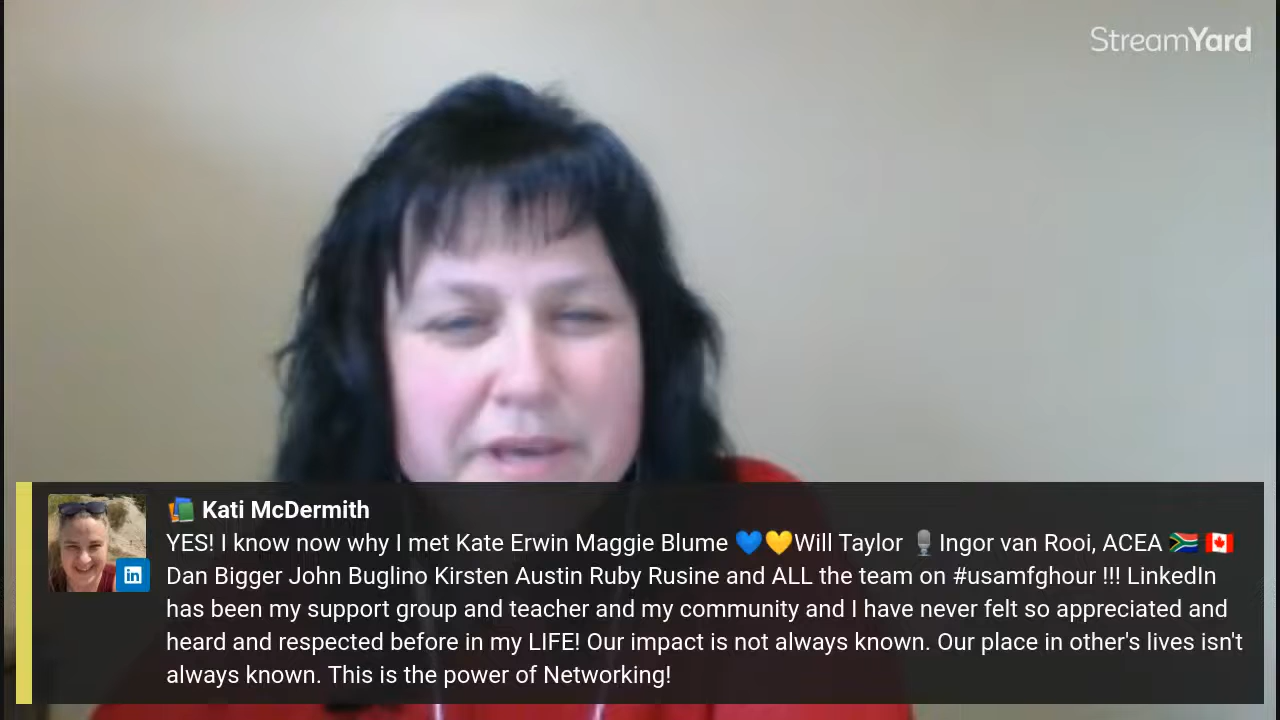 StreamYard
Kati McDermith
YES! I know now why I met Kate Erwin Maggie Blume 💙💛Will Taylor 🎙️Ingor van Rooi, ACEA 🇿🇦🇨🇦
Dan Bigger John Buglino Kirsten Austin Ruby Rusine and ALL the team on #usamfghour !!! LinkedIn
has been my support group and teacher and my community and I have never felt so appreciated and
heard and respected before in my LIFE! Our impact is not always known. Our place in other's lives isn't
always known. This is the power of Networking!
in